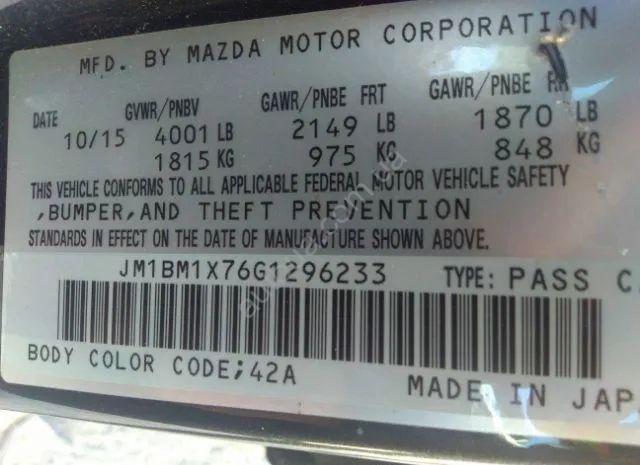 MFD. BY MAZDA MOTOR CORPORATION
DATE GVWR/PNBV GAWR/PNBE FRT GAWR/PNBE RR
10/15 4001 LB 2149 LB 1870 LB
1815 KG 975 KG 848 KG
THIS VEHICLE CONFORMS TO ALL APPLICABLE FEDERAL MOTOR VEHICLE SAFETY
,BUMPER,AND THEFT PREVENTION
STANDARDS IN EFFECT ON THE DATE OF MANUFACTURE SHOWN ABOVE.
JM1BM1X76G1296233 TYPE: PASS C
BODY COLOR CODE;42A
MADE IN JAP